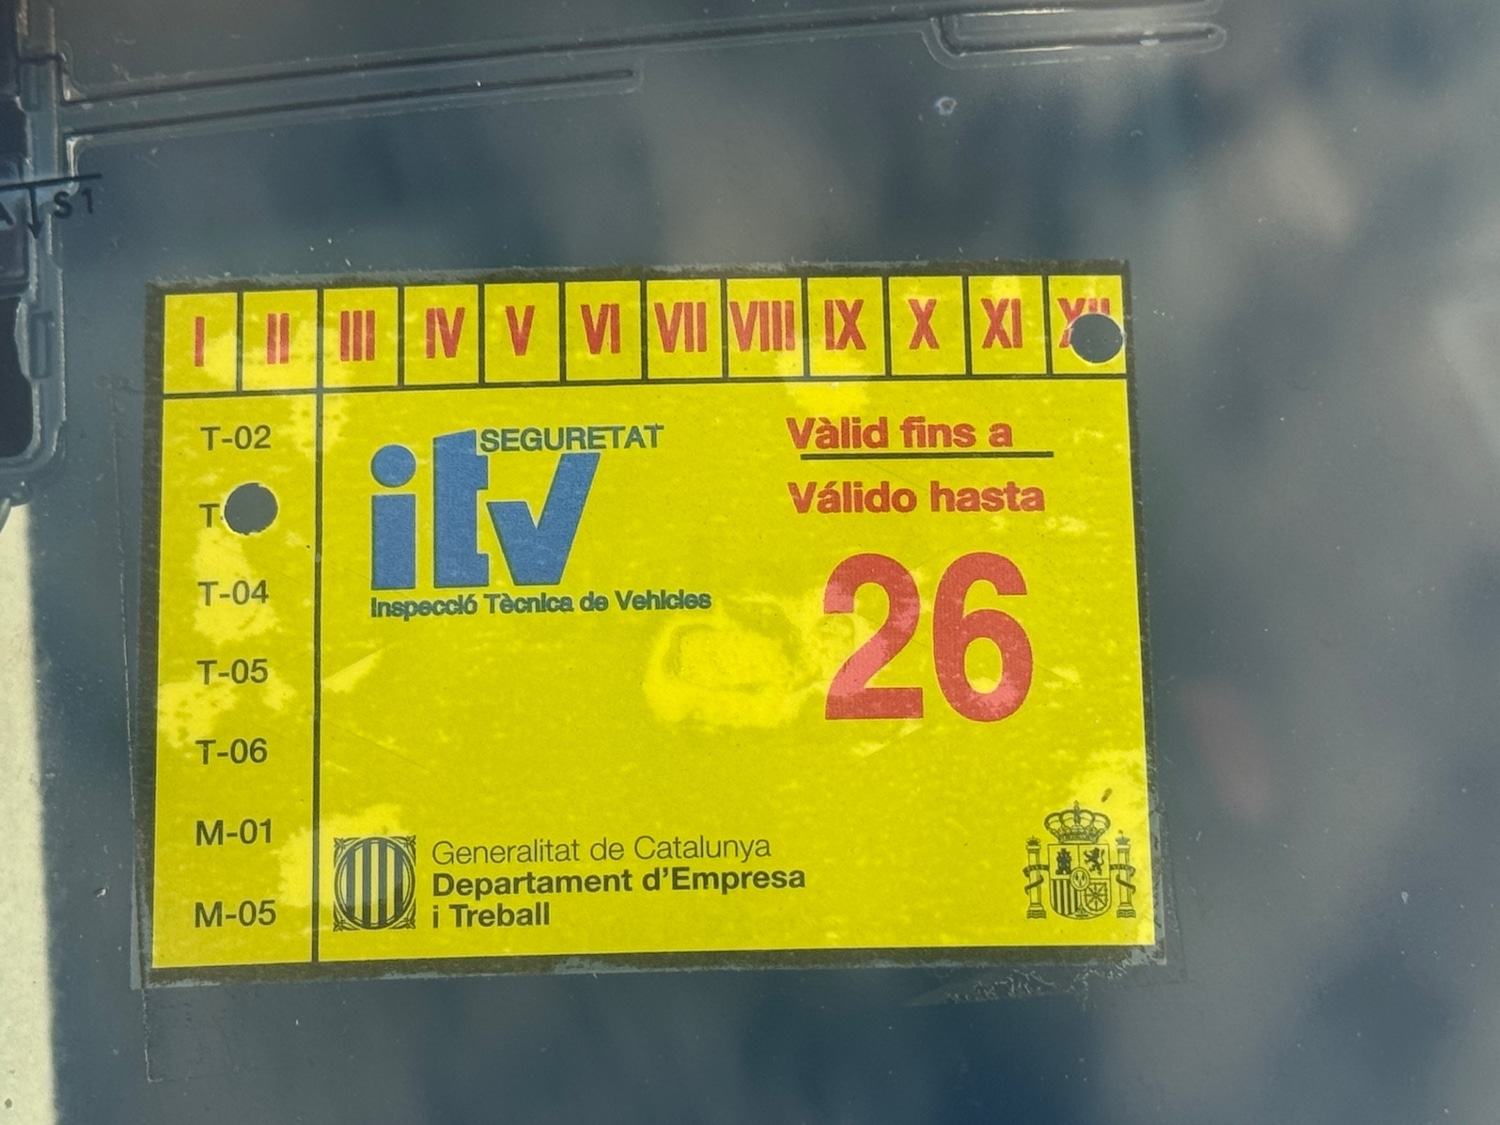 S1
I II III IV V VI VII VIII IX X XI XII
T-02
T-04
T-05
T-06
M-01
M-05
SEGURETAT
itv
Inspecció Tècnica de Vehicles
Vàlid fins a
Válido hasta
26
Generalitat de Catalunya
Departament d'Empresa
i Treball